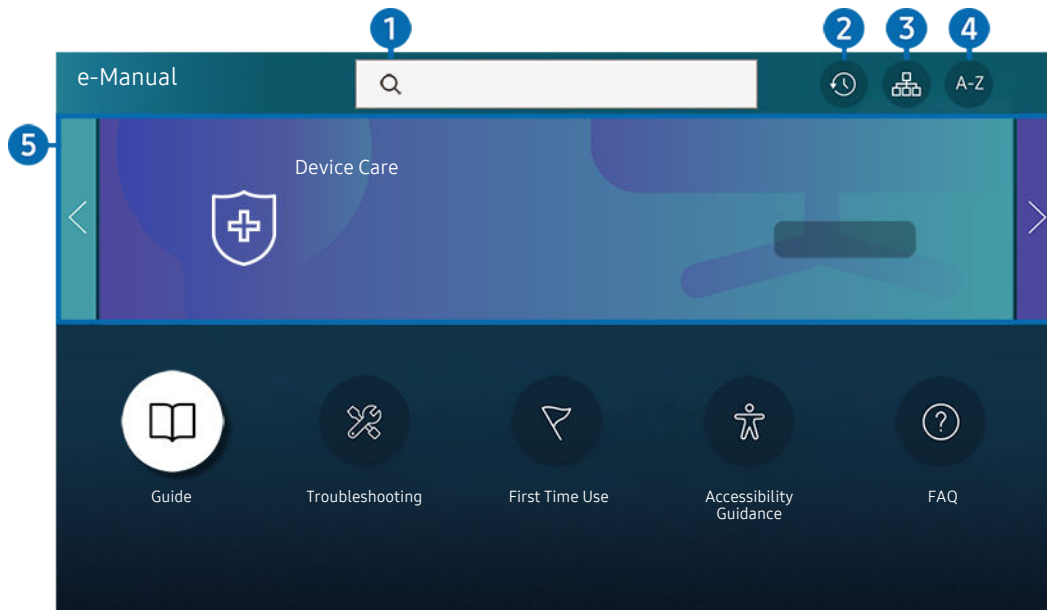 1
2
3
4
e-Manual
A-Z
5
Device Care
Guide
Troubleshooting
First Time Use
Accessibility
Guidance
FAQ